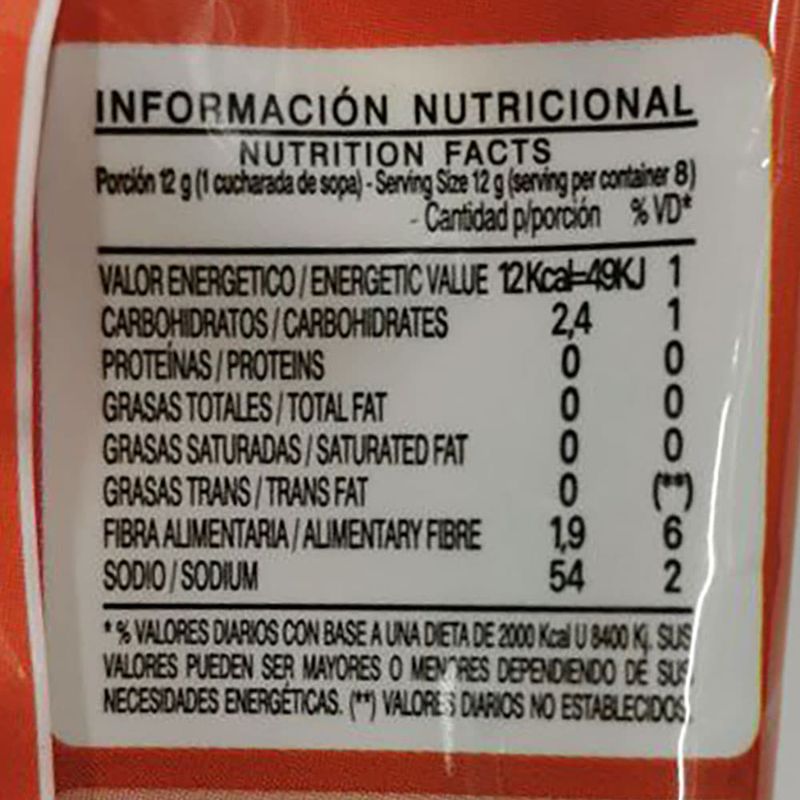 INFORMACIÓN NUTRICIONAL
NUTRITION FACTS
Porción 12 g (1 cucharada de sopa) - Serving Size 12 g (serving per container 8)
- Cantidad p/porción % VD*
VALOR ENERGETICO / ENERGETIC VALUE 12Kcal=49KJ 1
CARBOHIDRATOS / CARBOHIDRATES 2,4 1
PROTEÍNAS / PROTEINS 0 0
GRASAS TOTALES / TOTAL FAT 0 0
GRASAS SATURADAS / SATURATED FAT 0 0
GRASAS TRANS / TRANS FAT 0 (**)
FIBRA ALIMENTARIA / ALIMENTARY FIBRE 1,9 6
SODIO / SODIUM 54 2
* % VALORES DIARIOS CON BASE A UNA DIETA DE 2000 Kcal U 8400 Kj. SUS
VALORES PUEDEN SER MAYORES O MENORES DEPENDIENDO DE SUS
NECESIDADES ENERGÉTICAS. (**) VALORES DIARIOS NO ESTABLECIDOS